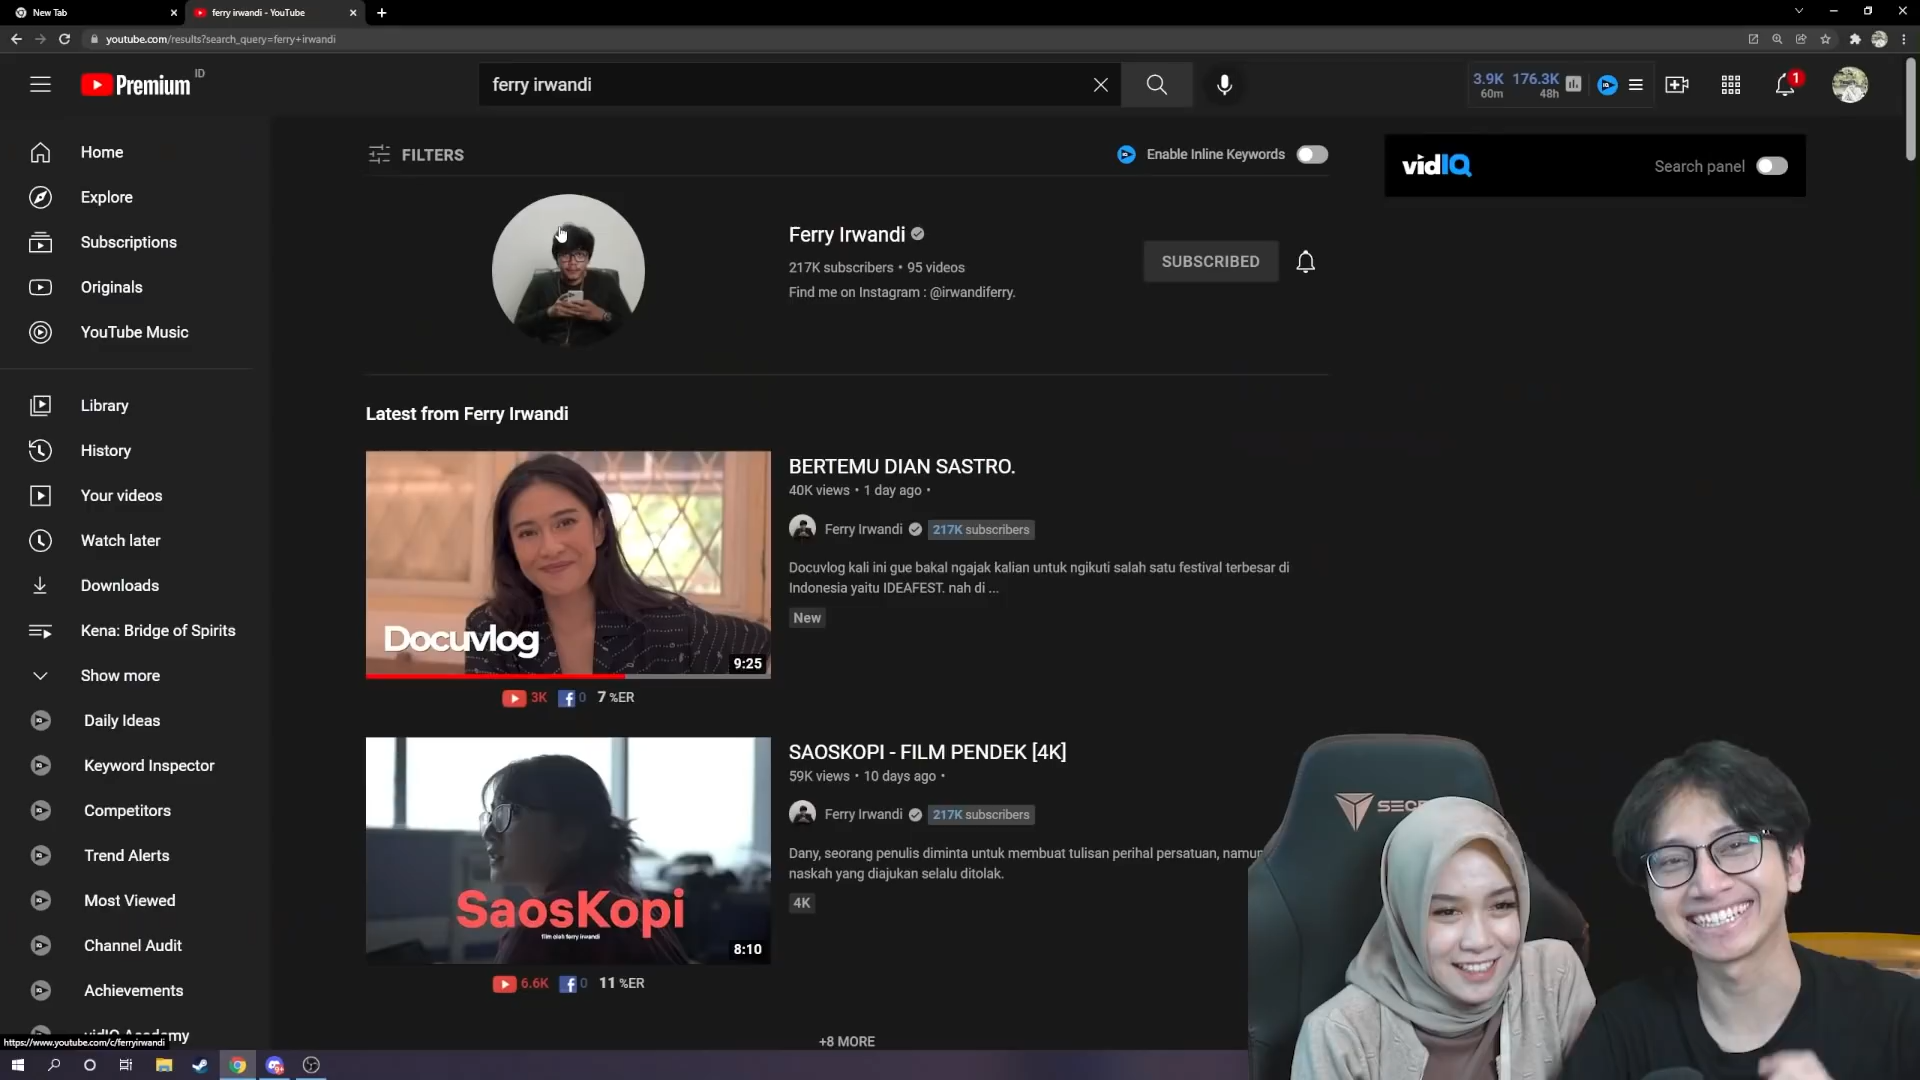 New Tab
ferry irwandi - YouTube
youtube.com/results?search_query=ferry+irwandi
Premium
ID
ferry irwandi
3.9K
60m
176.3K
48h
1
Home
Explore
Subscriptions
Originals
YouTube Music
Library
History
Your videos
Watch later
Downloads
Kena: Bridge of Spirits
Show more
Daily Ideas
Keyword Inspector
Competitors
Trend Alerts
Most Viewed
Channel Audit
Achievements
vidIQ Academy
https://www.youtube.com/c/ferryirwandi
FILTERS
Enable Inline Keywords
vidIQ
Search panel
Ferry Irwandi
217K subscribers • 95 videos
Find me on Instagram : @irwandiferry.
SUBSCRIBED
Latest from Ferry Irwandi
Docuvlog
9:25
3K 0 7 %ER
BERTEMU DIAN SASTRO.
40K views • 1 day ago •
Ferry Irwandi 217K subscribers
Docuvlog kali ini gue bakal ngajak kalian untuk ngikuti salah satu festival terbesar di
Indonesia yaitu IDEAFEST. nah di ...
New
SaosKopi
film oleh ferry irwandi
8:10
6.6K 0 11 %ER
SAOSKOPI - FILM PENDEK [4K]
59K views • 10 days ago •
Ferry Irwandi 217K subscribers
Dany, seorang penulis diminta untuk membuat tulisan perihal persatuan, namun
naskah yang diajukan selalu ditolak.
4K
+8 MORE